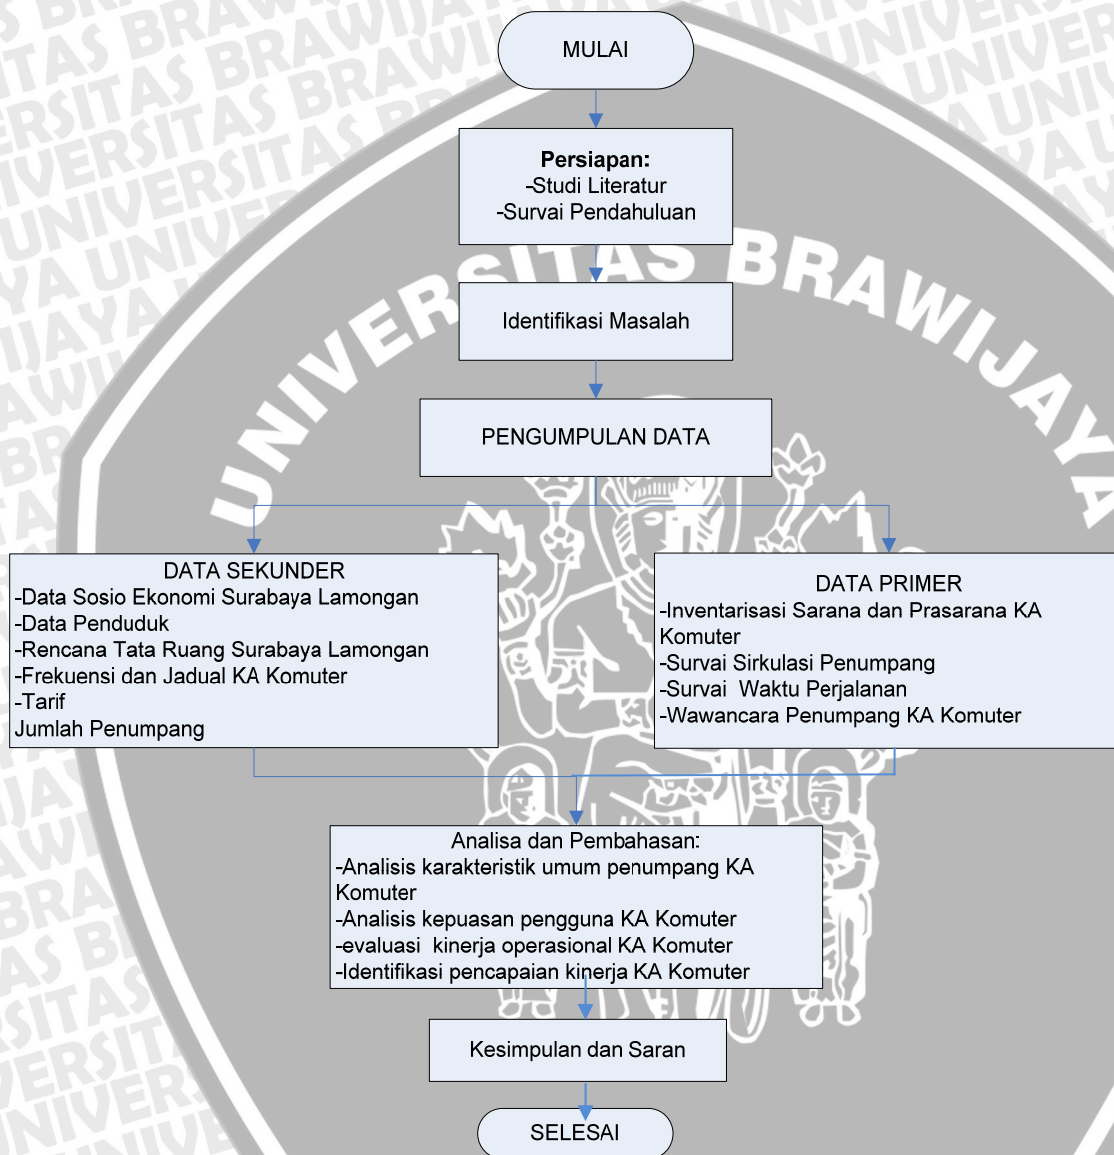 MULAI
Persiapan:
-Studi Literatur
-Survai Pendahuluan
UNIVERSITAS BRAWIJAYA
Identifikasi Masalah
PENGUMPULAN DATA
DATA SEKUNDER
-Data Sosio Ekonomi Surabaya Lamongan
-Data Penduduk
-Rencana Tata Ruang Surabaya Lamongan
-Frekuensi dan Jadual KA Komuter
-Tarif
Jumlah Penumpang
DATA PRIMER
-Inventarisasi Sarana dan Prasarana KA
Komuter
-Survai Sirkulasi Penumpang
-Survai  Waktu Perjalanan
-Wawancara Penumpang KA Komuter
Analisa dan Pembahasan:
-Analisis karakteristik umum penumpang KA
Komuter
-Analisis kepuasan pengguna KA Komuter
-evaluasi  kinerja operasional KA Komuter
-Identifikasi pencapaian kinerja KA Komuter
Kesimpulan dan Saran
SELESAI